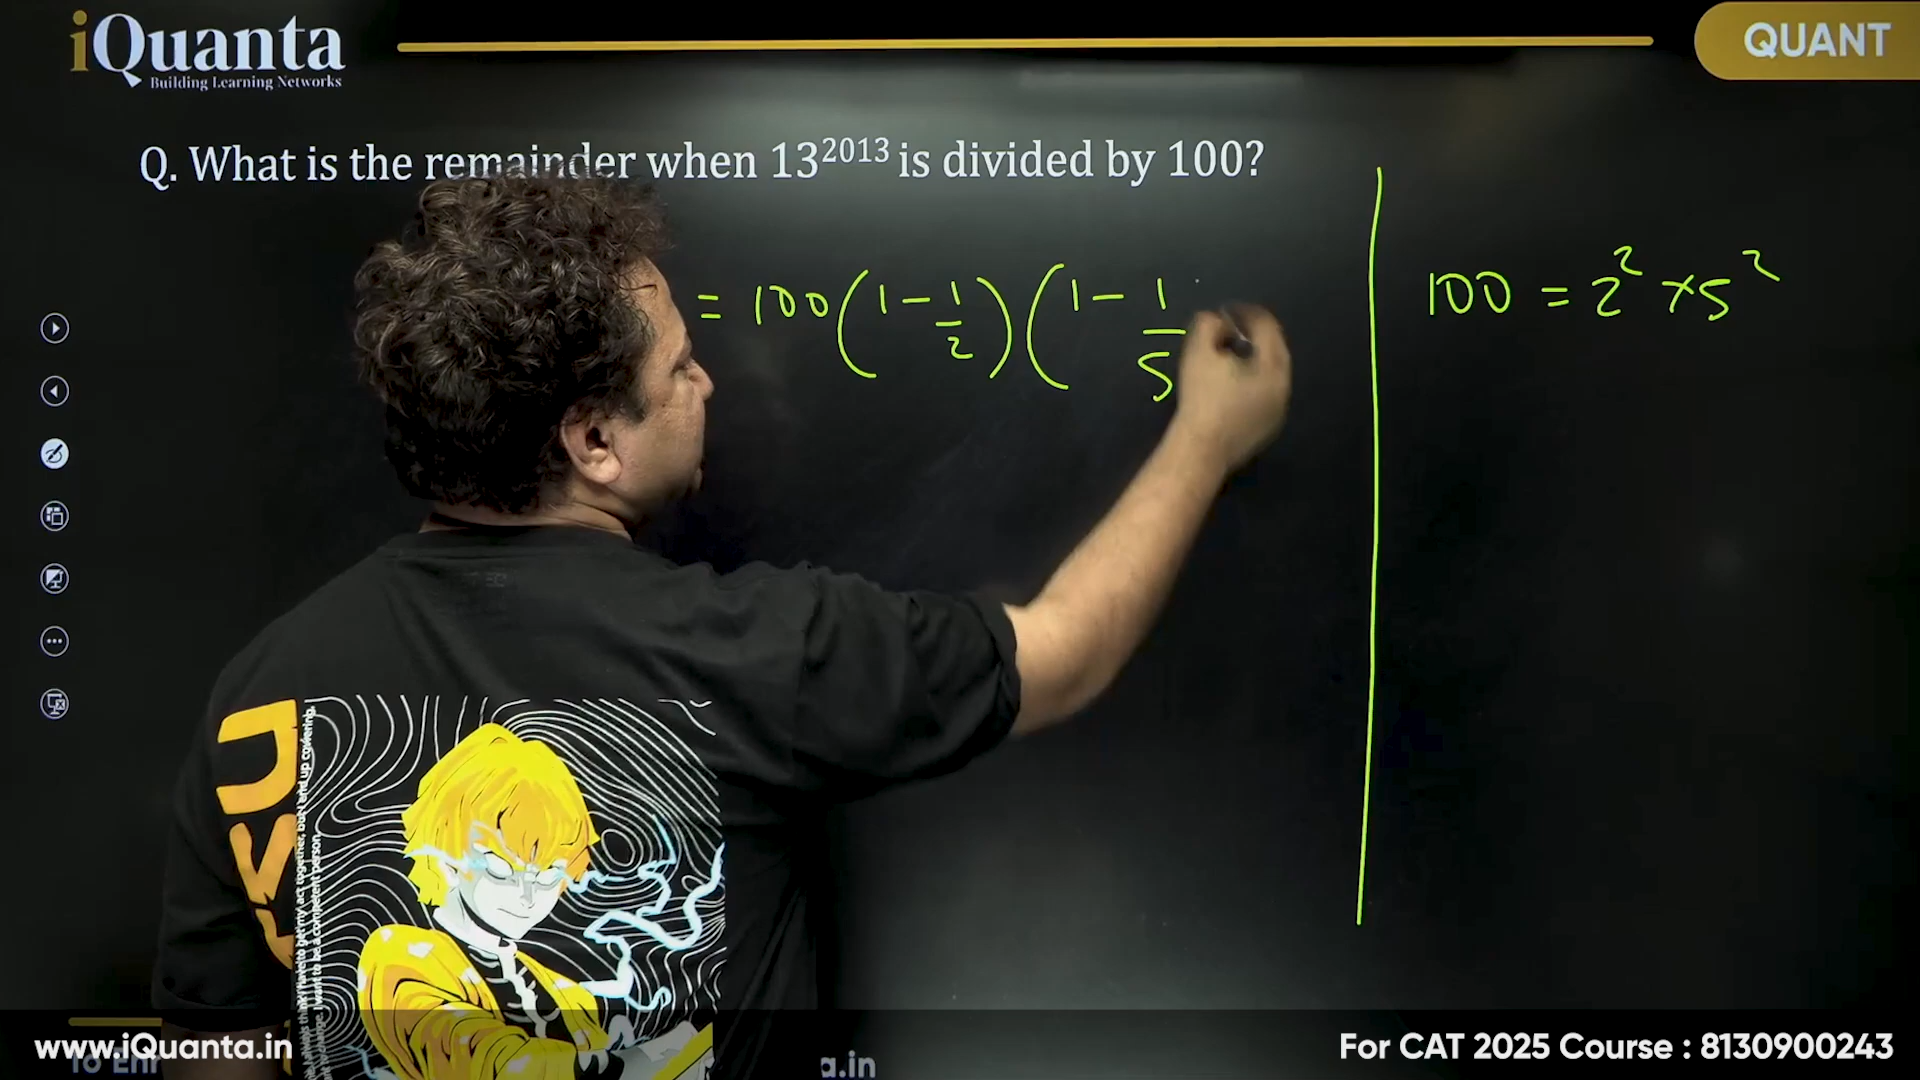 iQuanta
Building Learning Networks
QUANT
Q. What is the remainder when 13^2013 is divided by 100?
= 100 (1 - 1/2) (1 - 1/5
100 = 2^2 × 5^2
www.iQuanta.in
a.in
For CAT 2025 Course : 8130900243